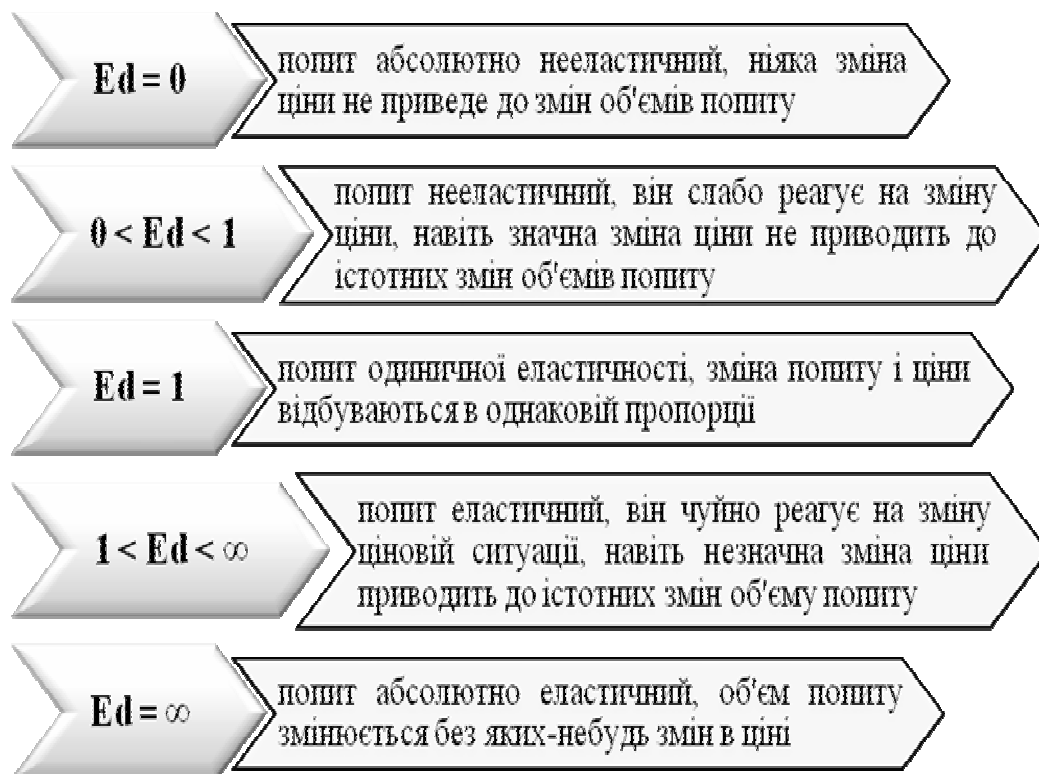 Ed = 0
попит абсолютно нееластичний, ніяка зміна
ціни не приведе до змін об'ємів попиту
0 < Ed < 1
попит нееластичний, він слабо реагує на зміну
ціни, навіть значна зміна ціни не приводить до
істотних змін об'ємів попиту
Ed = 1
попит одиничної еластичності, зміна попиту і ціни
відбуваються в однаковій пропорції
1 < Ed < ∞
попит еластичний, він чуйно реагує на зміну
ціновій ситуації, навіть незначна зміна ціни
приводить до істотних змін об'єму попиту
Ed = ∞
попит абсолютно еластичний, об'єм попиту
змінюється без яких-небудь змін в ціні